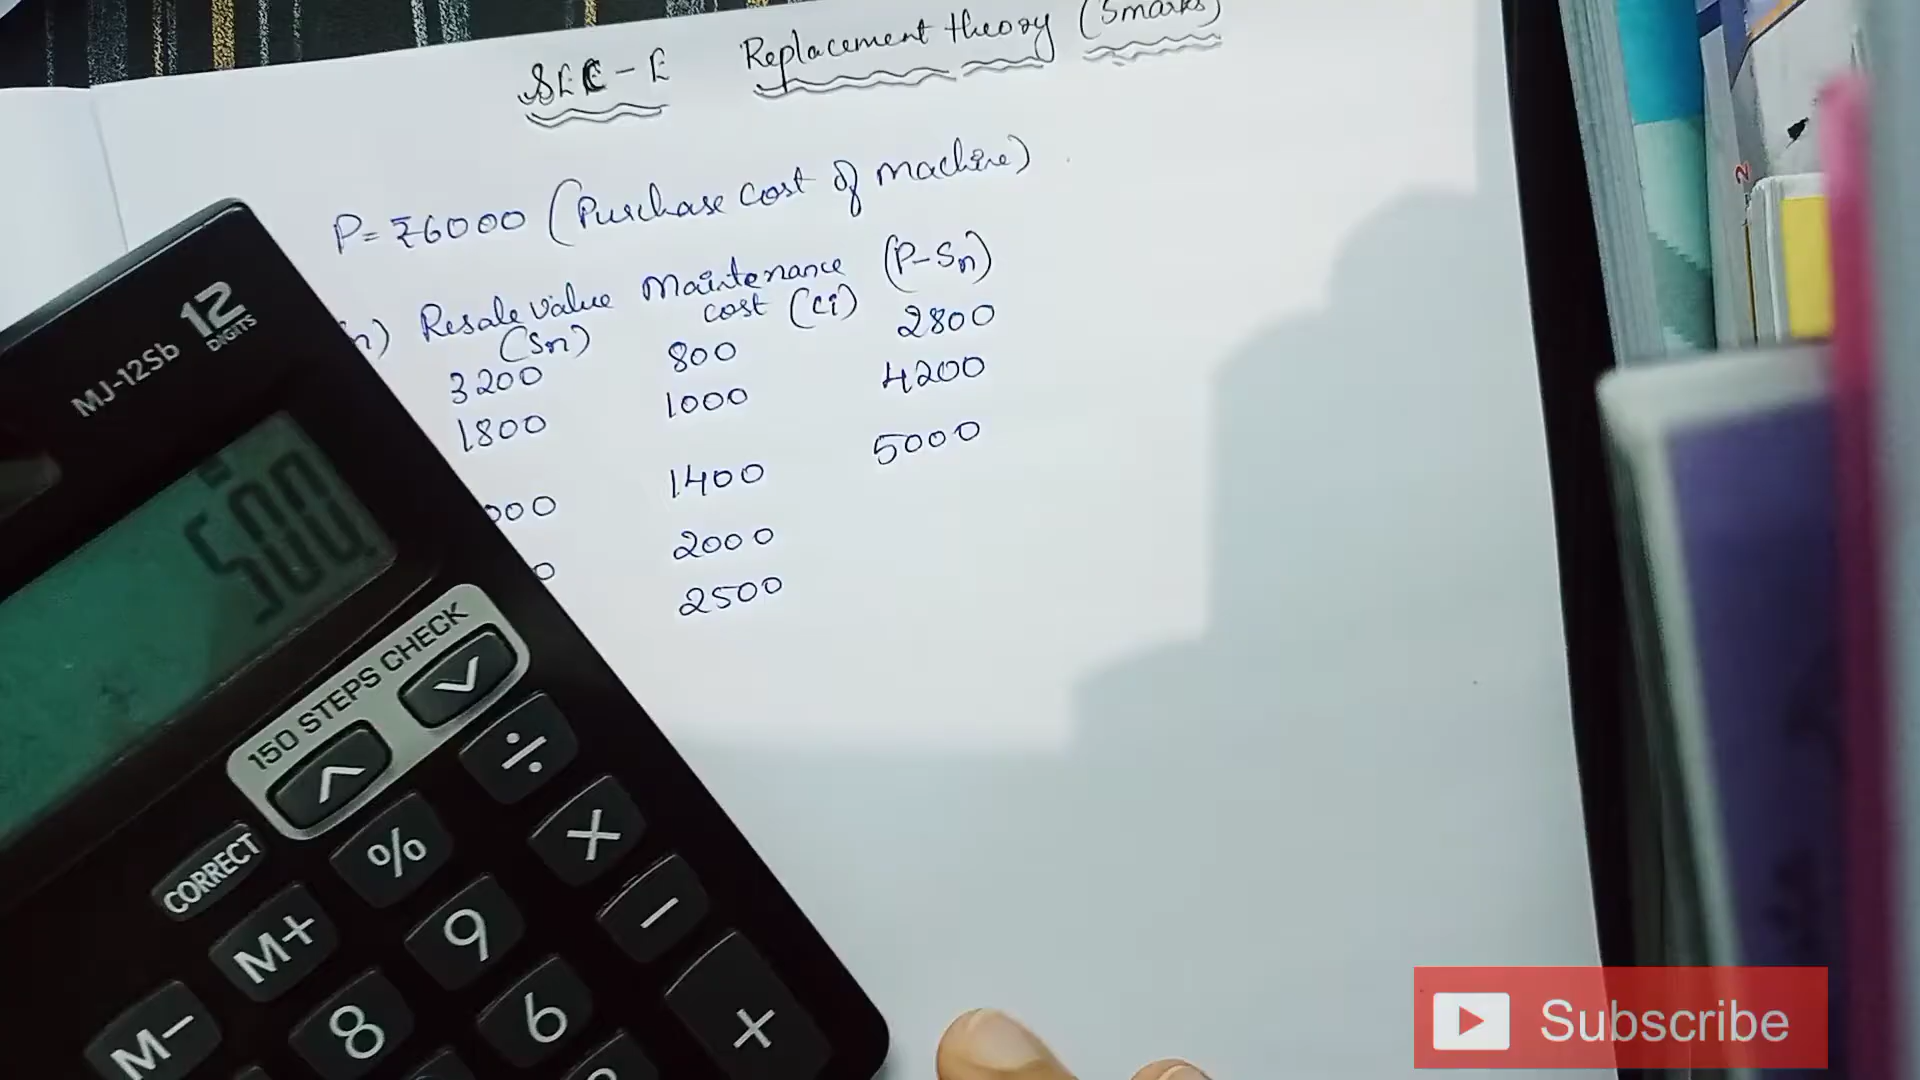 SEC-E Replacement theory (5marks)
P=₹6000 (Purchase cost of machine)
n) Resale value (Sn) Maintenance cost (Ci) (P-Sn)
3200 800 2800
1800 1000 4200
000 1400 5000
0 2000
2500
12 DIGITS
MJ-12Sb
500.
150 STEPS CHECK
CORRECT % ÷
M+ 9 ×
M- 8 6 -
+
Subscribe